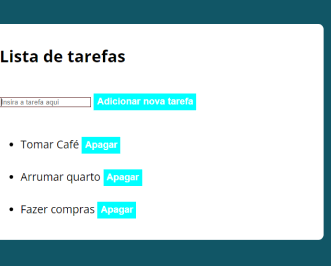 Lista de tarefas
Insira a tarefa aqui
Adicionar nova tarefa
Tomar Café Apagar
Arrumar quarto Apagar
Fazer compras Apagar